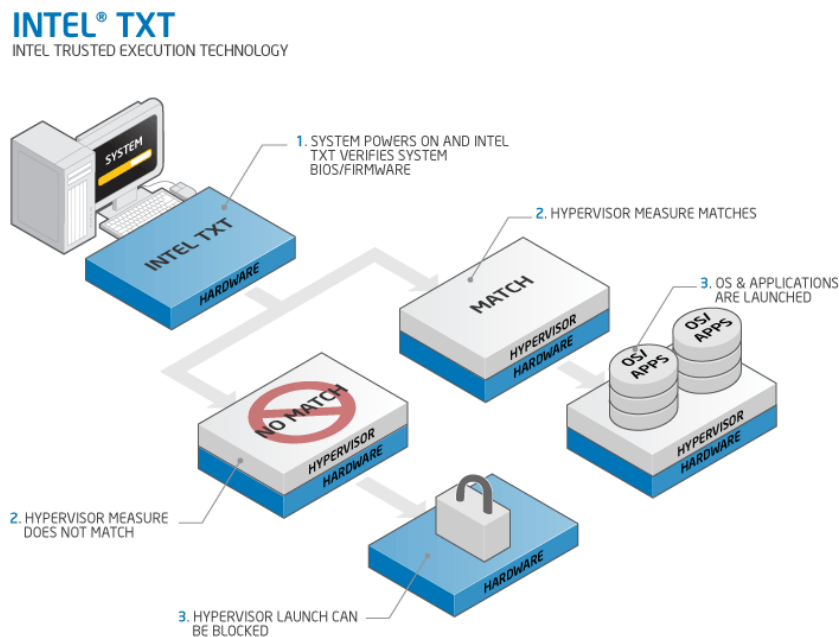 INTEL® TXT
INTEL TRUSTED EXECUTION TECHNOLOGY
SYSTEM
1. SYSTEM POWERS ON AND INTEL
TXT VERIFIES SYSTEM
BIOS/FIRMWARE
INTEL TXT
HARDWARE
2. HYPERVISOR MEASURE MATCHES
MATCH
HYPERVISOR
HARDWARE
3. OS & APPLICATIONS
ARE LAUNCHED
OS/
APPS
OS/
APPS
HYPERVISOR
HARDWARE
NO MATCH
HYPERVISOR
HARDWARE
2. HYPERVISOR MEASURE
DOES NOT MATCH
HARDWARE
3. HYPERVISOR LAUNCH CAN
BE BLOCKED